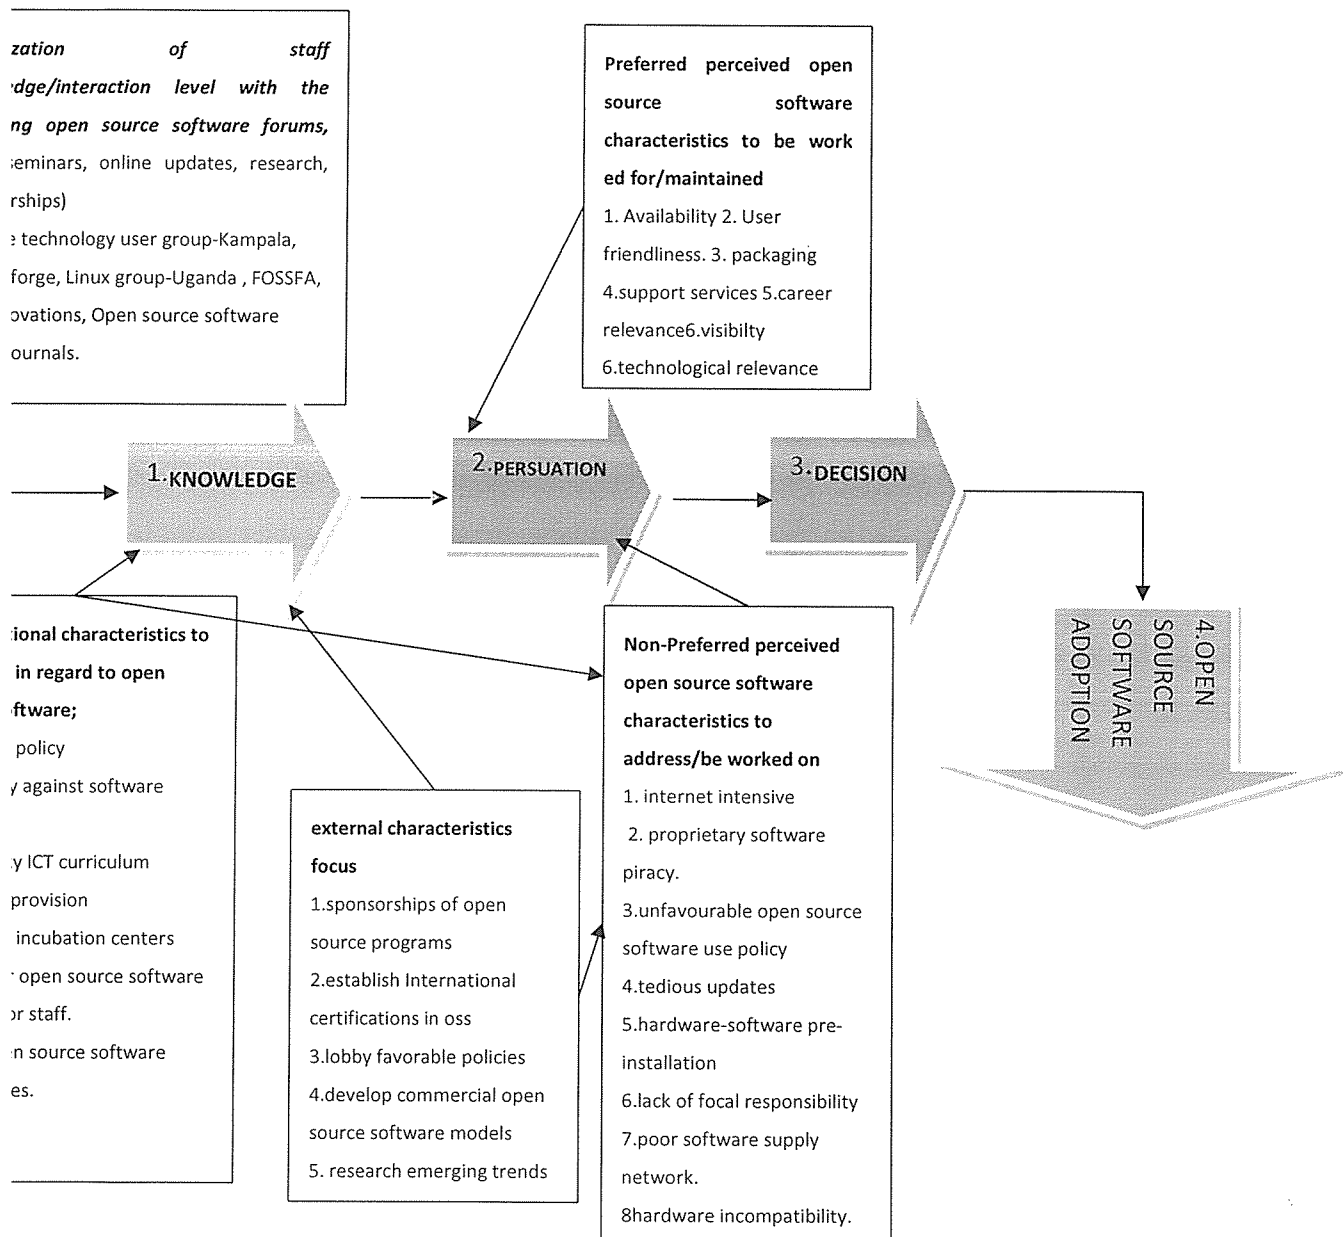 zation of staff
edge/interaction level with the
ng open source software forums,
seminars, online updates, research,
rships)
e technology user group-Kampala,
forge, Linux group-Uganda , FOSSFA,
ovations, Open source software
ournals.
Preferred perceived open
source software
characteristics to be work
ed for/maintained
1. Availability 2. User
friendliness. 3. packaging
4.support services 5.career
relevance6.visibilty
6.technological relevance
1.KNOWLEDGE
2.PERSUATION
3.DECISION
4.OPEN
SOURCE
SOFTWARE
ADOPTION
tional characteristics to
in regard to open
oftware;
policy
y against software
y ICT curriculum
provision
incubation centers
r open source software
or staff.
n source software
es.
external characteristics
focus
1.sponsorships of open
source programs
2.establish International
certifications in oss
3.lobby favorable policies
4.develop commercial open
source software models
5. research emerging trends
Non-Preferred perceived
open source software
characteristics to
address/be worked on
1. internet intensive
2. proprietary software
piracy.
3.unfavourable open source
software use policy
4.tedious updates
5.hardware-software pre-
installation
6.lack of focal responsibility
7.poor software supply
network.
8hardware incompatibility.